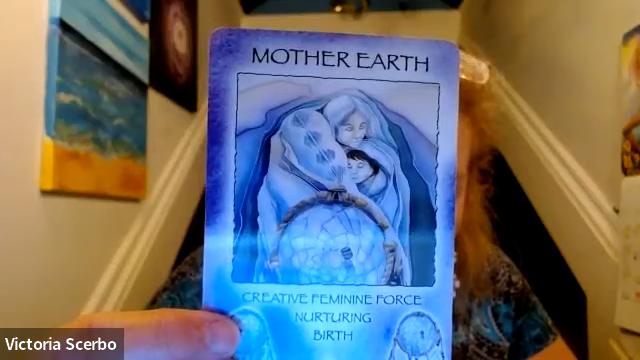 MOTHER EARTH
CREATIVE FEMININE FORCE
NURTURING
BIRTH
Victoria Scerbo